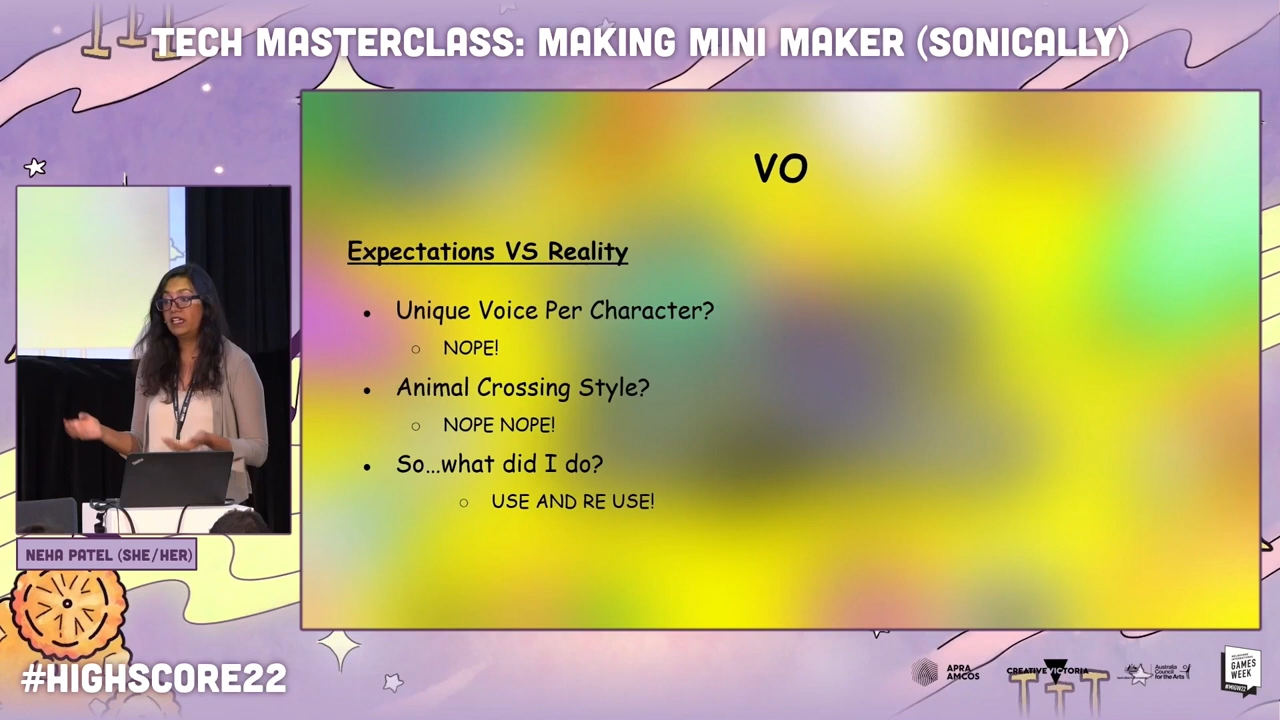 TECH MASTERCLASS: MAKING MINI MAKER (SONICALLY)
VO
Expectations VS Reality
Unique Voice Per Character?
NOPE!
Animal Crossing Style?
NOPE NOPE!
So...what did I do?
USE AND RE USE!
NEHA PATEL (SHE/HER)
#HIGHSCORE22
APRA
AMCOS
CREATIVE VICTORIA
Australia
Council
for the Arts
GAMES
WEEK